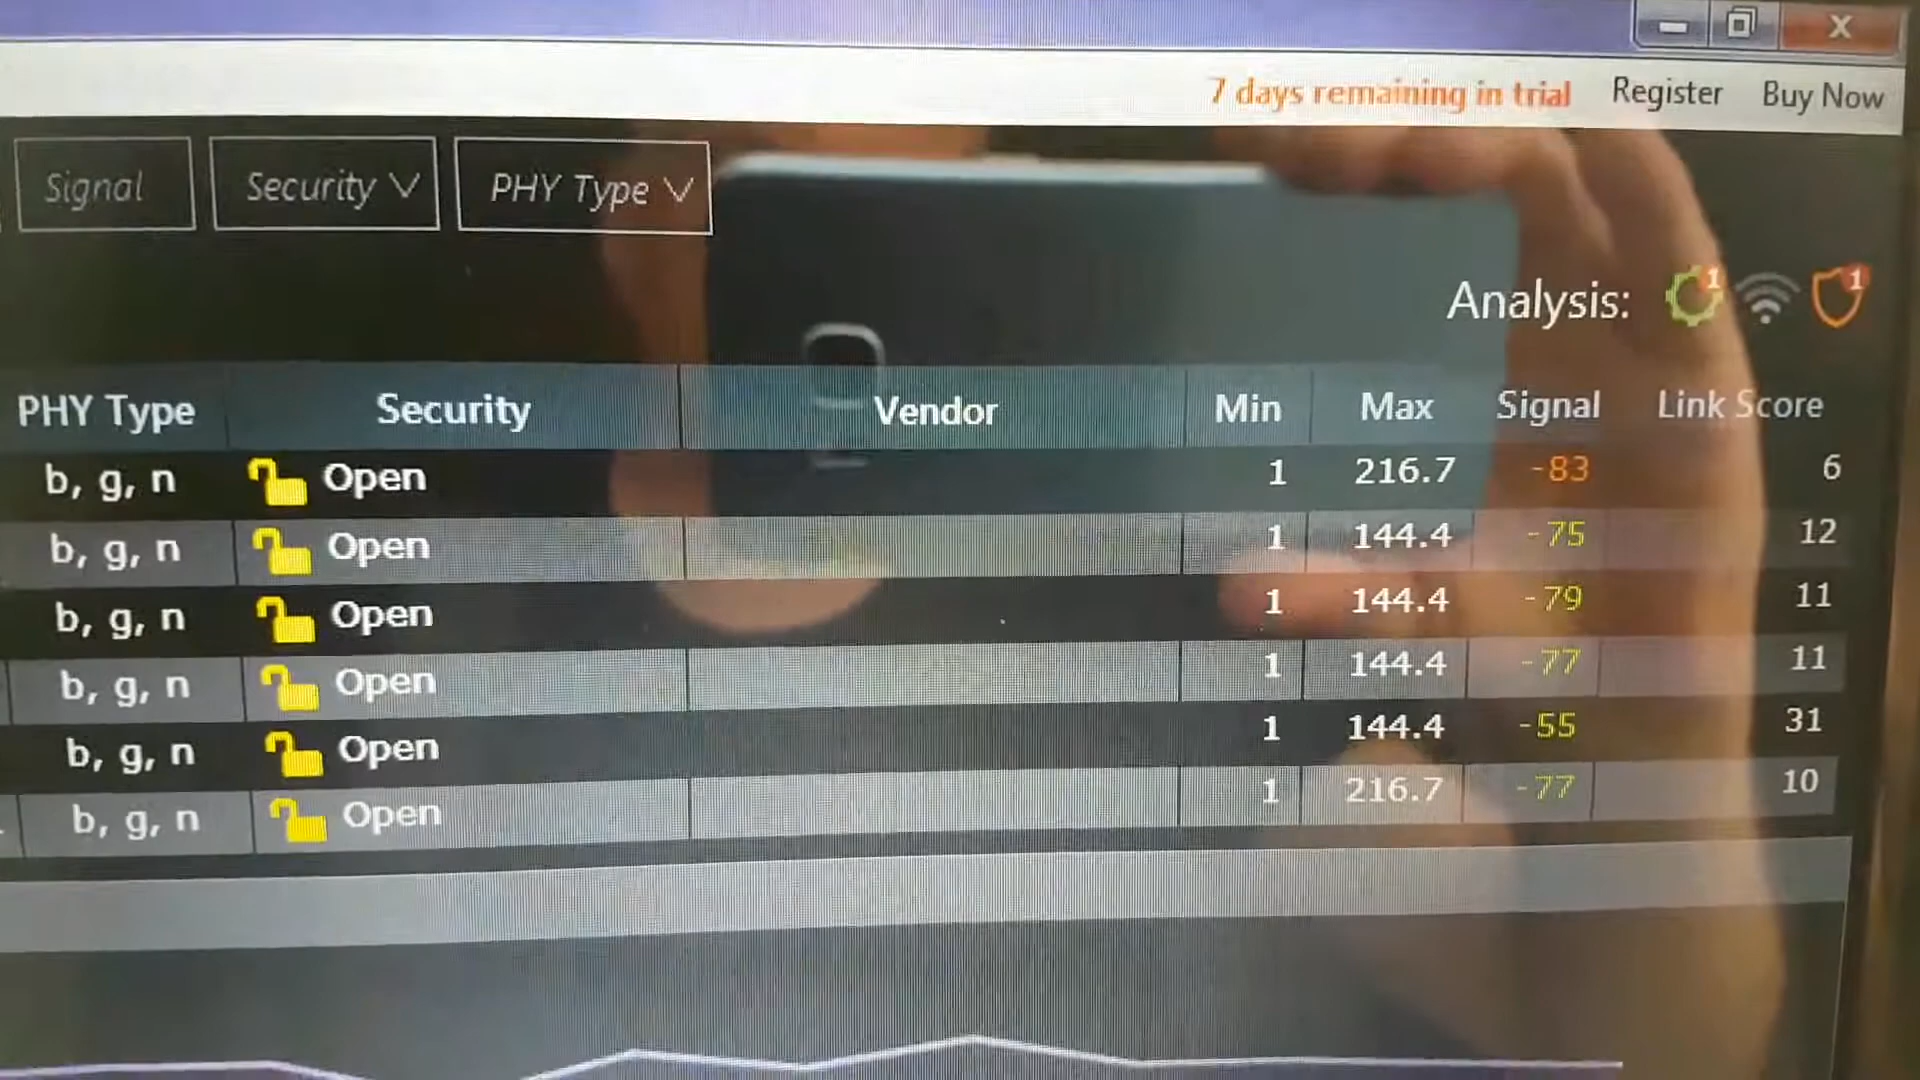 7 days remaining in trial Register Buy Now
Signal Security PHY Type
Analysis: 1 1
PHY Type Security Vendor Min Max Signal Link Score
b, g, n Open 1 216.7 -83 6
b, g, n Open 1 144.4 -75 12
b, g, n Open 1 144.4 -79 11
b, g, n Open 1 144.4 -77 11
b, g, n Open 1 144.4 -55 31
b, g, n Open 1 216.7 -77 10